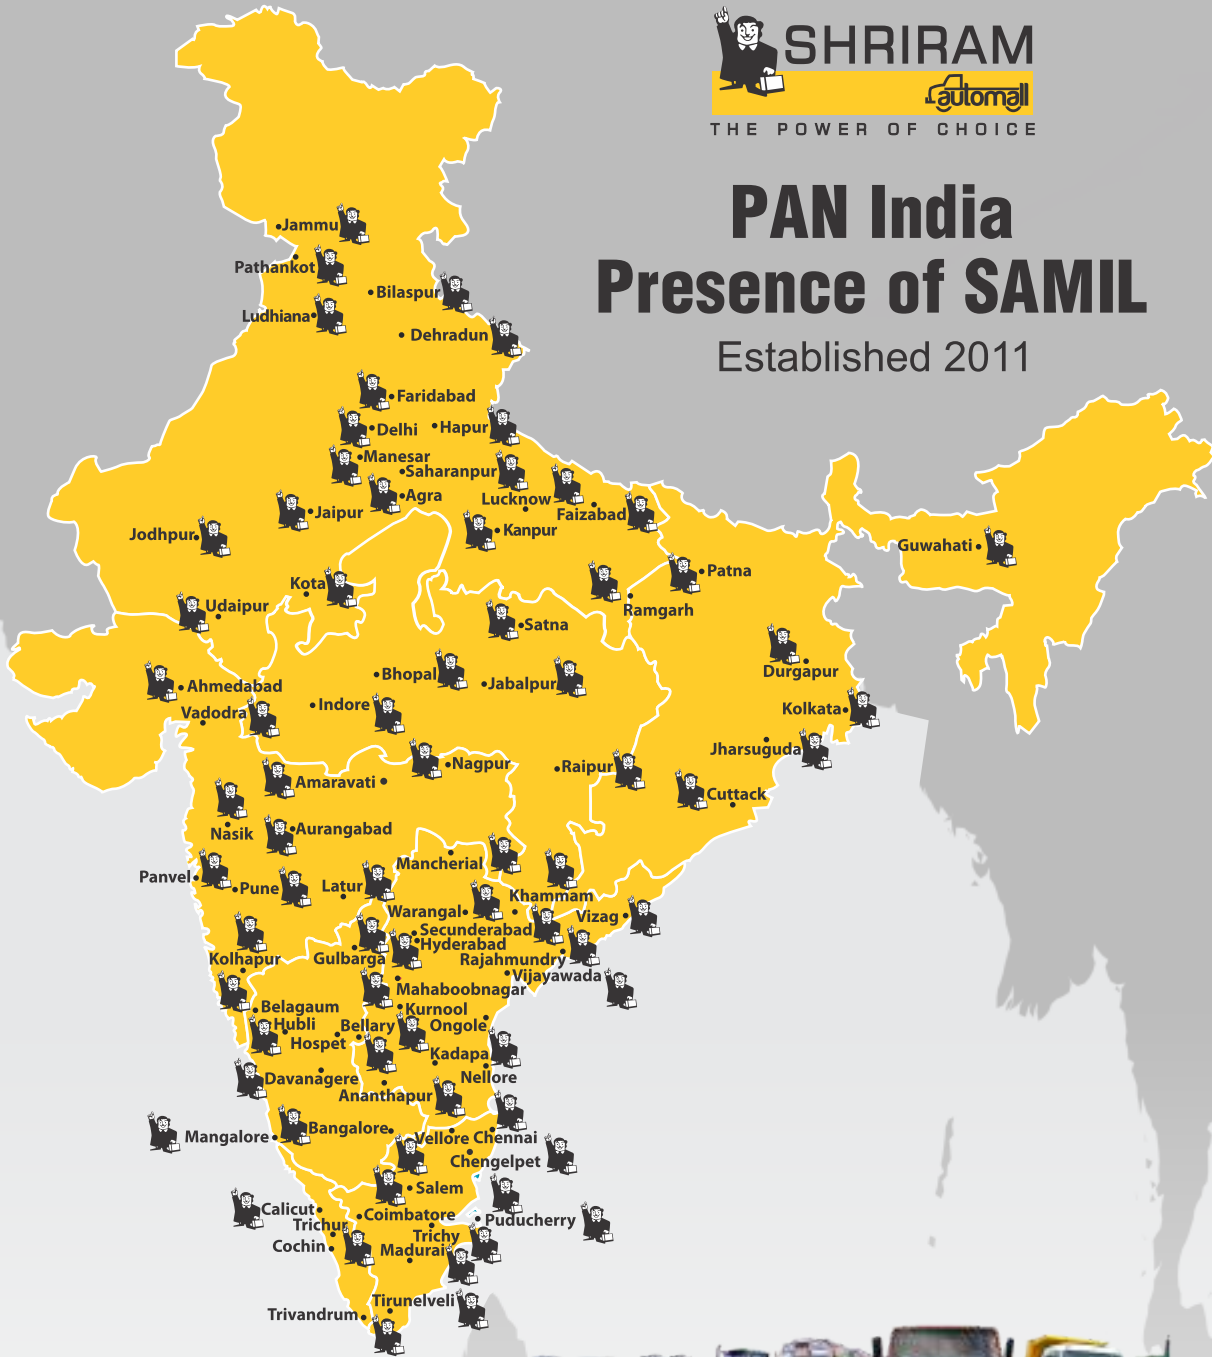 SHRIRAM
automall
THE POWER OF CHOICE
PAN India
Presence of SAMIL
Established 2011
Jammu
Pathankot
Bilaspur
Ludhiana
Dehradun
Faridabad
Delhi
Hapur
Manesar
Saharanpur
Agra
Lucknow
Jaipur
Faizabad
Kanpur
Jodhpur
Guwahati
Patna
Kota
Udaipur
Ramgarh
Satna
Durgapur
Bhopal
Jabalpur
Ahmedabad
Indore
Vadodra
Kolkata
Jharsuguda
Nagpur
Raipur
Amaravati
Cuttack
Nasik
Aurangabad
Mancherial
Panvel
Pune
Latur
Khammam
Warangal
Vizag
Secunderabad
Hyderabad
Kolhapur
Gulbarga
Rajahmundry
Vijayawada
Mahaboobnagar
Belagaum
Kurnool
Hubli
Bellary
Ongole
Hospet
Kadapa
Davanagere
Nellore
Ananthapur
Bangalore
Mangalore
Vellore
Chennai
Chengelpet
Salem
Calicut
Coimbatore
Puducherry
Trichur
Trichy
Cochin
Madurai
Tirunelveli
Trivandrum